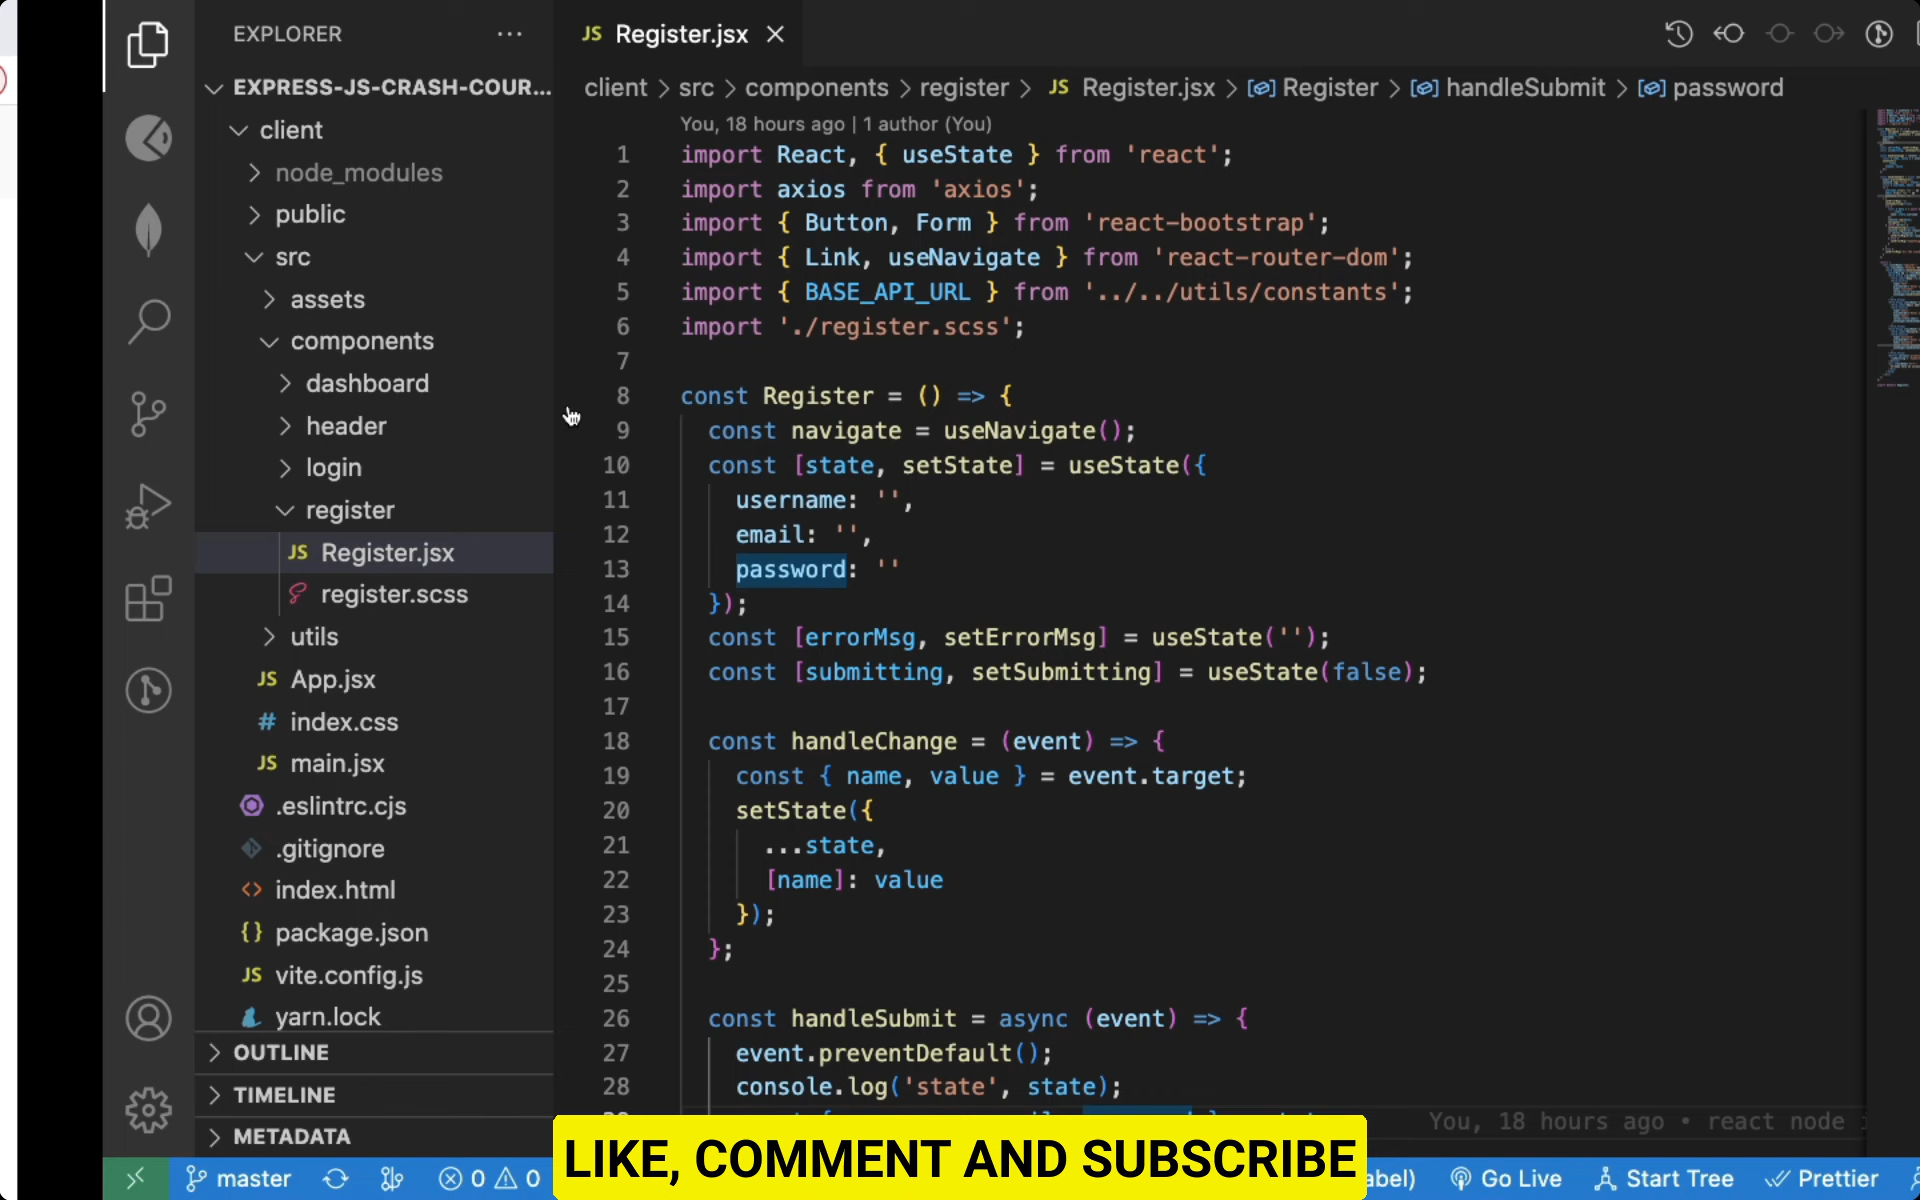 EXPLORER
EXPRESS-JS-CRASH-COUR...
client
node_modules
public
src
assets
components
dashboard
header
login
register
JS Register.jsx
register.scss
utils
JS App.jsx
# index.css
JS main.jsx
.eslintrc.cjs
.gitignore
<> index.html
{} package.json
JS vite.config.js
yarn.lock
OUTLINE
TIMELINE
METADATA
JS Register.jsx
client > src > components > register > JS Register.jsx > Register > handleSubmit > password
You, 18 hours ago | 1 author (You)
1 import React, { useState } from 'react';
2 import axios from 'axios';
3 import { Button, Form } from 'react-bootstrap';
4 import { Link, useNavigate } from 'react-router-dom';
5 import { BASE_API_URL } from '../../utils/constants';
6 import './register.scss';
7
8 const Register = () => {
9 const navigate = useNavigate();
10 const [state, setState] = useState({
11 username: '',
12 email: '',
13 password: ''
14 });
15 const [errorMsg, setErrorMsg] = useState('');
16 const [submitting, setSubmitting] = useState(false);
17
18 const handleChange = (event) => {
19 const { name, value } = event.target;
20 setState({
21 ...state,
22 [name]: value
23 });
24 };
25
26 const handleSubmit = async (event) => {
27 event.preventDefault();
28 console.log('state', state);
You, 18 hours ago • react node
LIKE, COMMENT AND SUBSCRIBE
master 0 0 abel) Go Live Start Tree Prettier